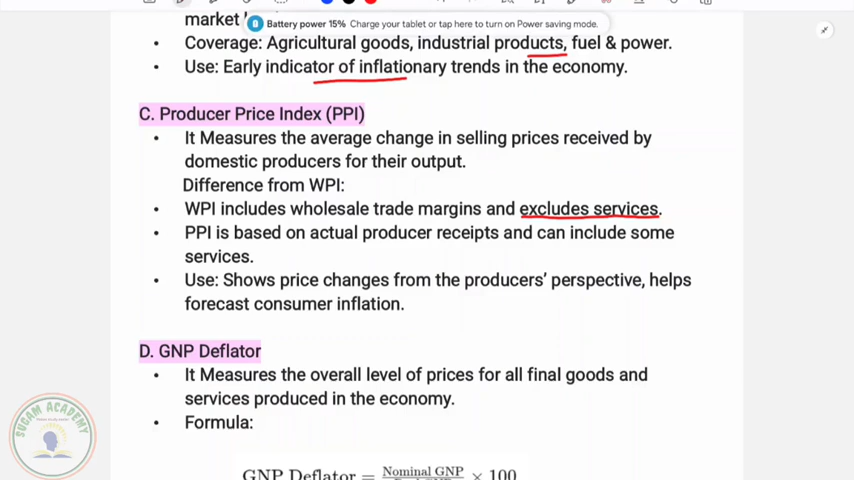 market
Battery power 15% Charge your tablet or tap here to turn on Power saving mode.
• Coverage: Agricultural goods, industrial products, fuel & power.
• Use: Early indicator of inflationary trends in the economy.
C. Producer Price Index (PPI)
• It Measures the average change in selling prices received by
domestic producers for their output.
Difference from WPI:
• WPI includes wholesale trade margins and excludes services.
• PPI is based on actual producer receipts and can include some
services.
• Use: Shows price changes from the producers’ perspective, helps
forecast consumer inflation.
D. GNP Deflator
• It Measures the overall level of prices for all final goods and
services produced in the economy.
• Formula:
GNP Deflator = Nominal GNP × 100
SUGAM ACADEMY